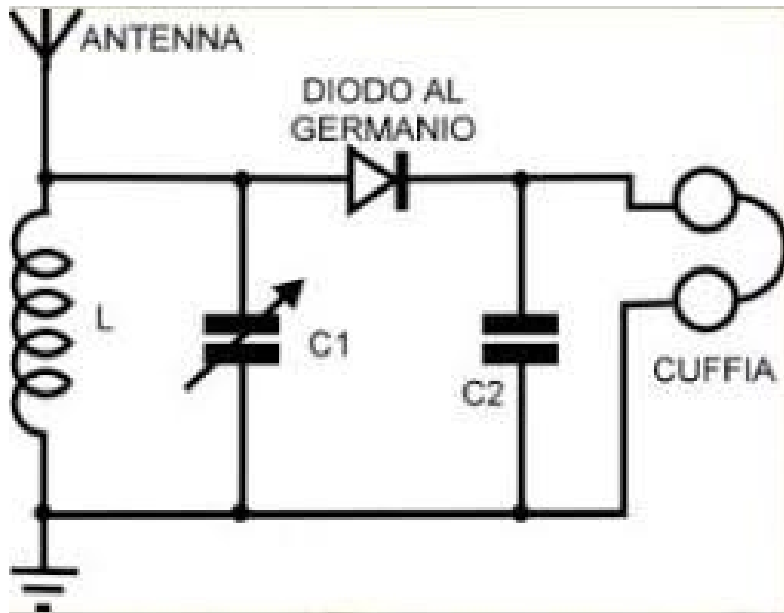 ANTENNA
DIODO AL
GERMANIO
L
C1
C2
CUFFIA